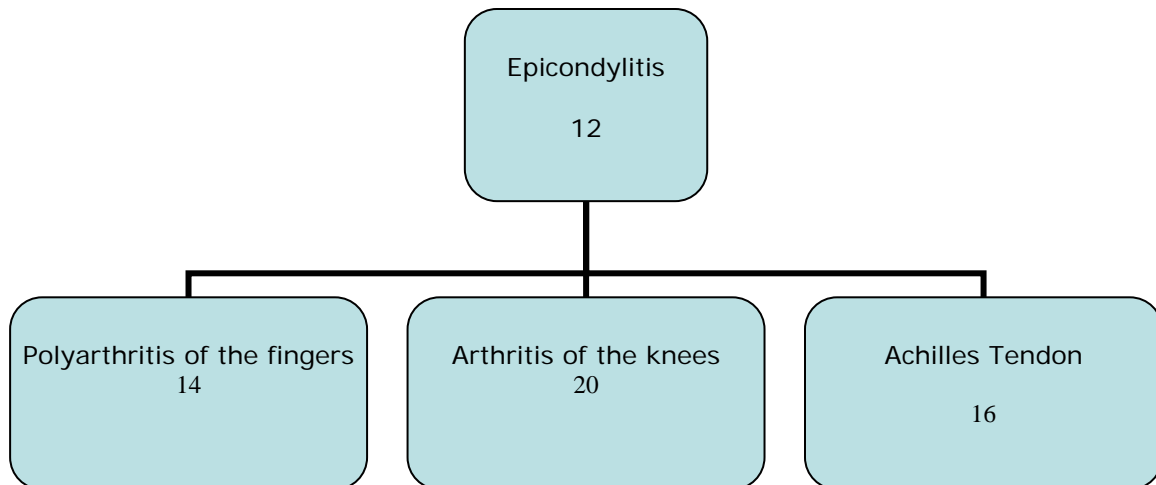 Epicondylitis
12
Polyarthritis of the fingers
14
Arthritis of the knees
20
Achilles Tendon
16